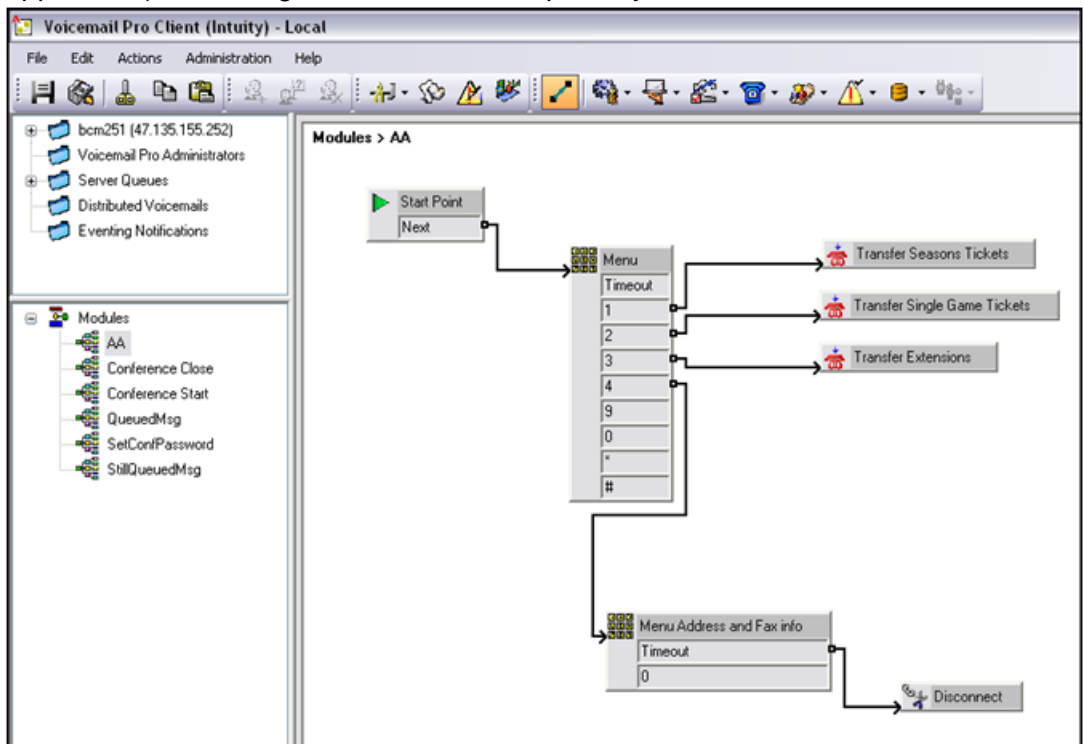 Voicemail Pro Client (Intuity) - Local
File Edit Actions Administration Help
bcm251 (47.135.155.252)
Voicemail Pro Administrators
Server Queues
Distributed Voicemails
Eventing Notifications
Modules
AA
Conference Close
Conference Start
QueuedMsg
SetConfPassword
StillQueuedMsg
Modules > AA
Start Point
Next
Menu
Timeout
1
2
3
4
9
0
*
#
Transfer Seasons Tickets
Transfer Single Game Tickets
Transfer Extensions
Menu Address and Fax info
Timeout
0
Disconnect